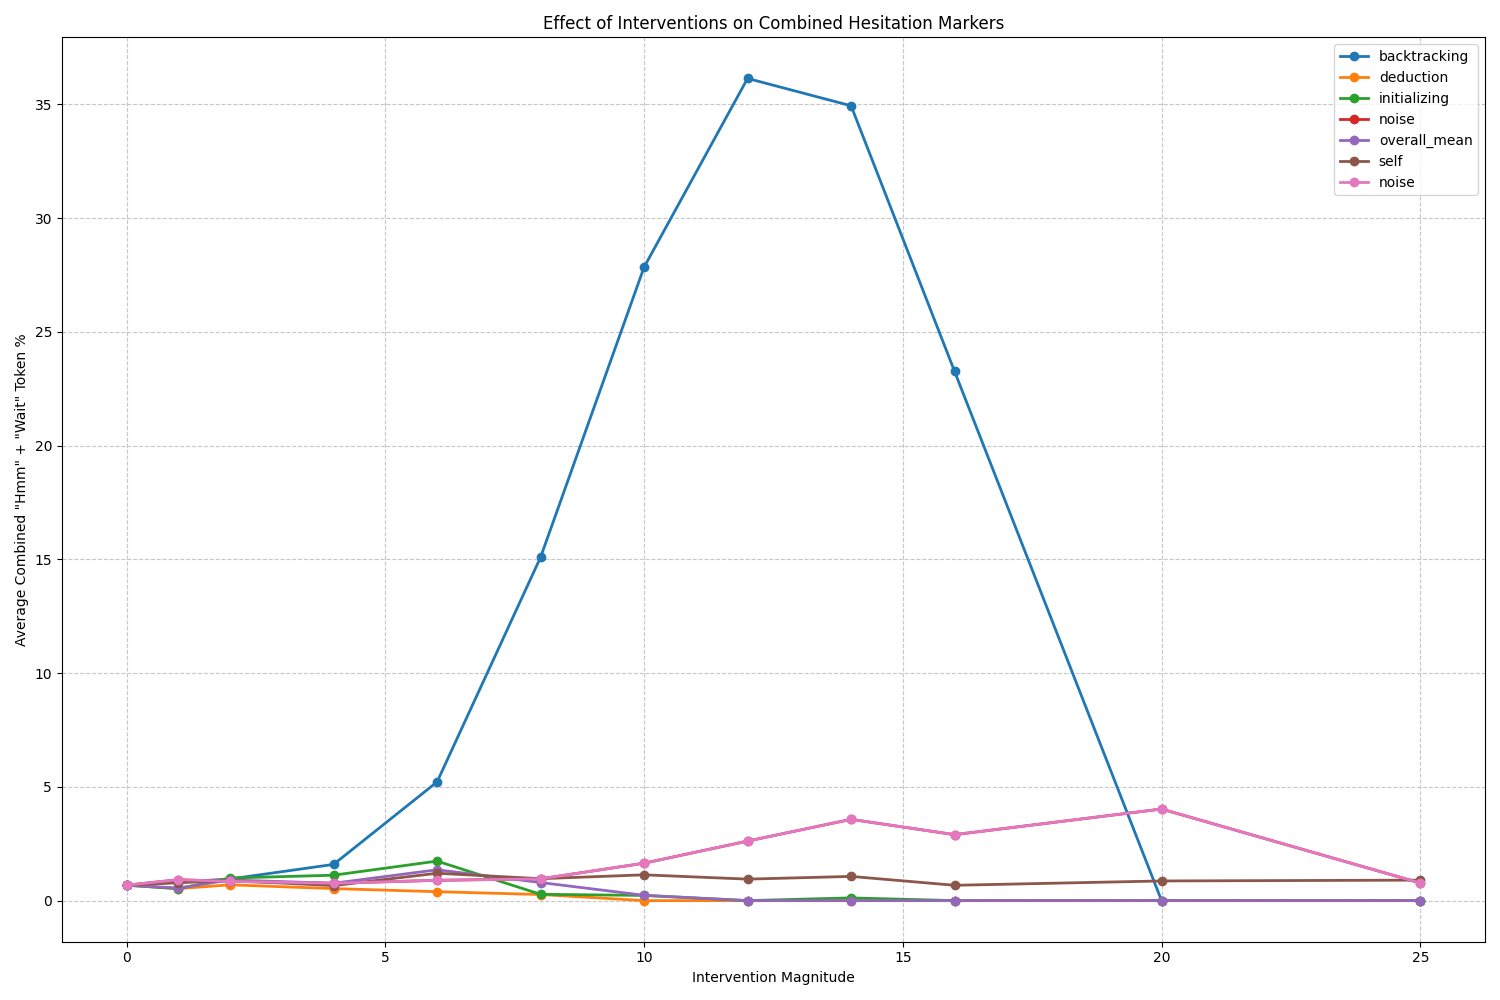 Effect of Interventions on Combined Hesitation Markers
backtracking
deduction
initializing
noise
overall_mean
self
noise
Average Combined "Hmm" + "Wait" Token %
35
30
25
20
15
10
5
0
0 5 10 15 20 25
Intervention Magnitude